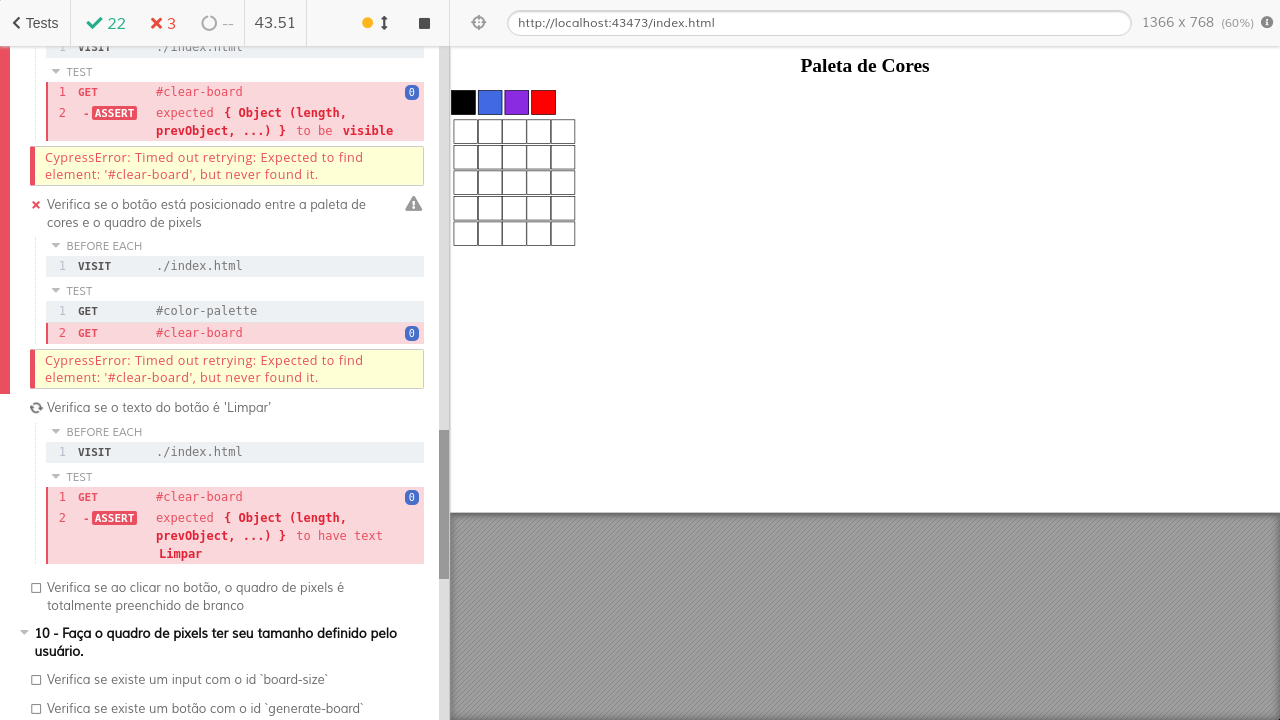 Tests
22
3
--
43.51
http://localhost:43473/index.html
1366 x 768 (60%)
1 VISIT ./index.html
TEST
1 GET #clear-board 0
2 - ASSERT expected { Object (length,
prevObject, ...) } to be visible
CypressError: Timed out retrying: Expected to find
element: '#clear-board', but never found it.
Verifica se o botão está posicionado entre a paleta de
cores e o quadro de pixels
BEFORE EACH
1 VISIT ./index.html
TEST
1 GET #color-palette
2 GET #clear-board 0
CypressError: Timed out retrying: Expected to find
element: '#clear-board', but never found it.
Verifica se o texto do botão é 'Limpar'
BEFORE EACH
1 VISIT ./index.html
TEST
1 GET #clear-board 0
2 - ASSERT expected { Object (length,
prevObject, ...) } to have text
Limpar
Verifica se ao clicar no botão, o quadro de pixels é
totalmente preenchido de branco
10 - Faça o quadro de pixels ter seu tamanho definido pelo
usuário.
Verifica se existe um input com o id `board-size`
Verifica se existe um botão com o id `generate-board`
Paleta de Cores